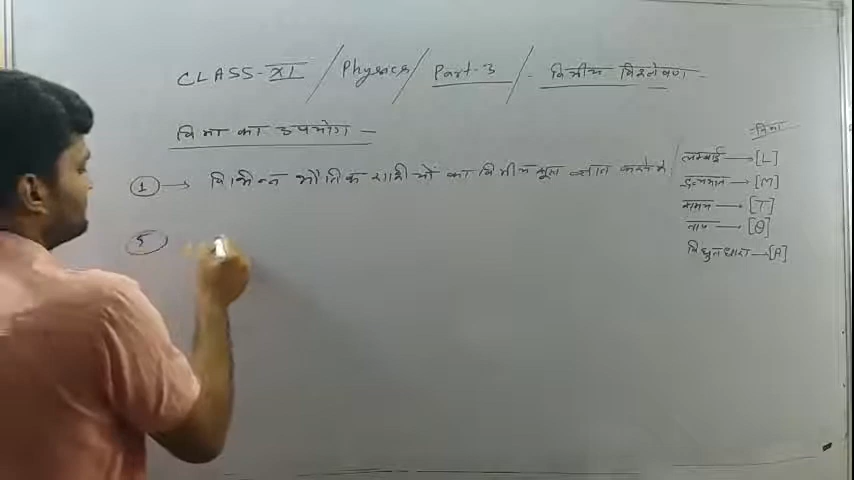 CLASS-XI / Physics / Part-3 / - विमीय विश्लेषण -
विमा का उपयोग -
① → विभिन्न भौतिक राशीयों का विमीय सूत्र ज्ञात करने में
विमा
लम्बाई → [L]
द्रव्यमान → [M]
समय → [T]
ताप → [θ]
विधुतधारा → [A]